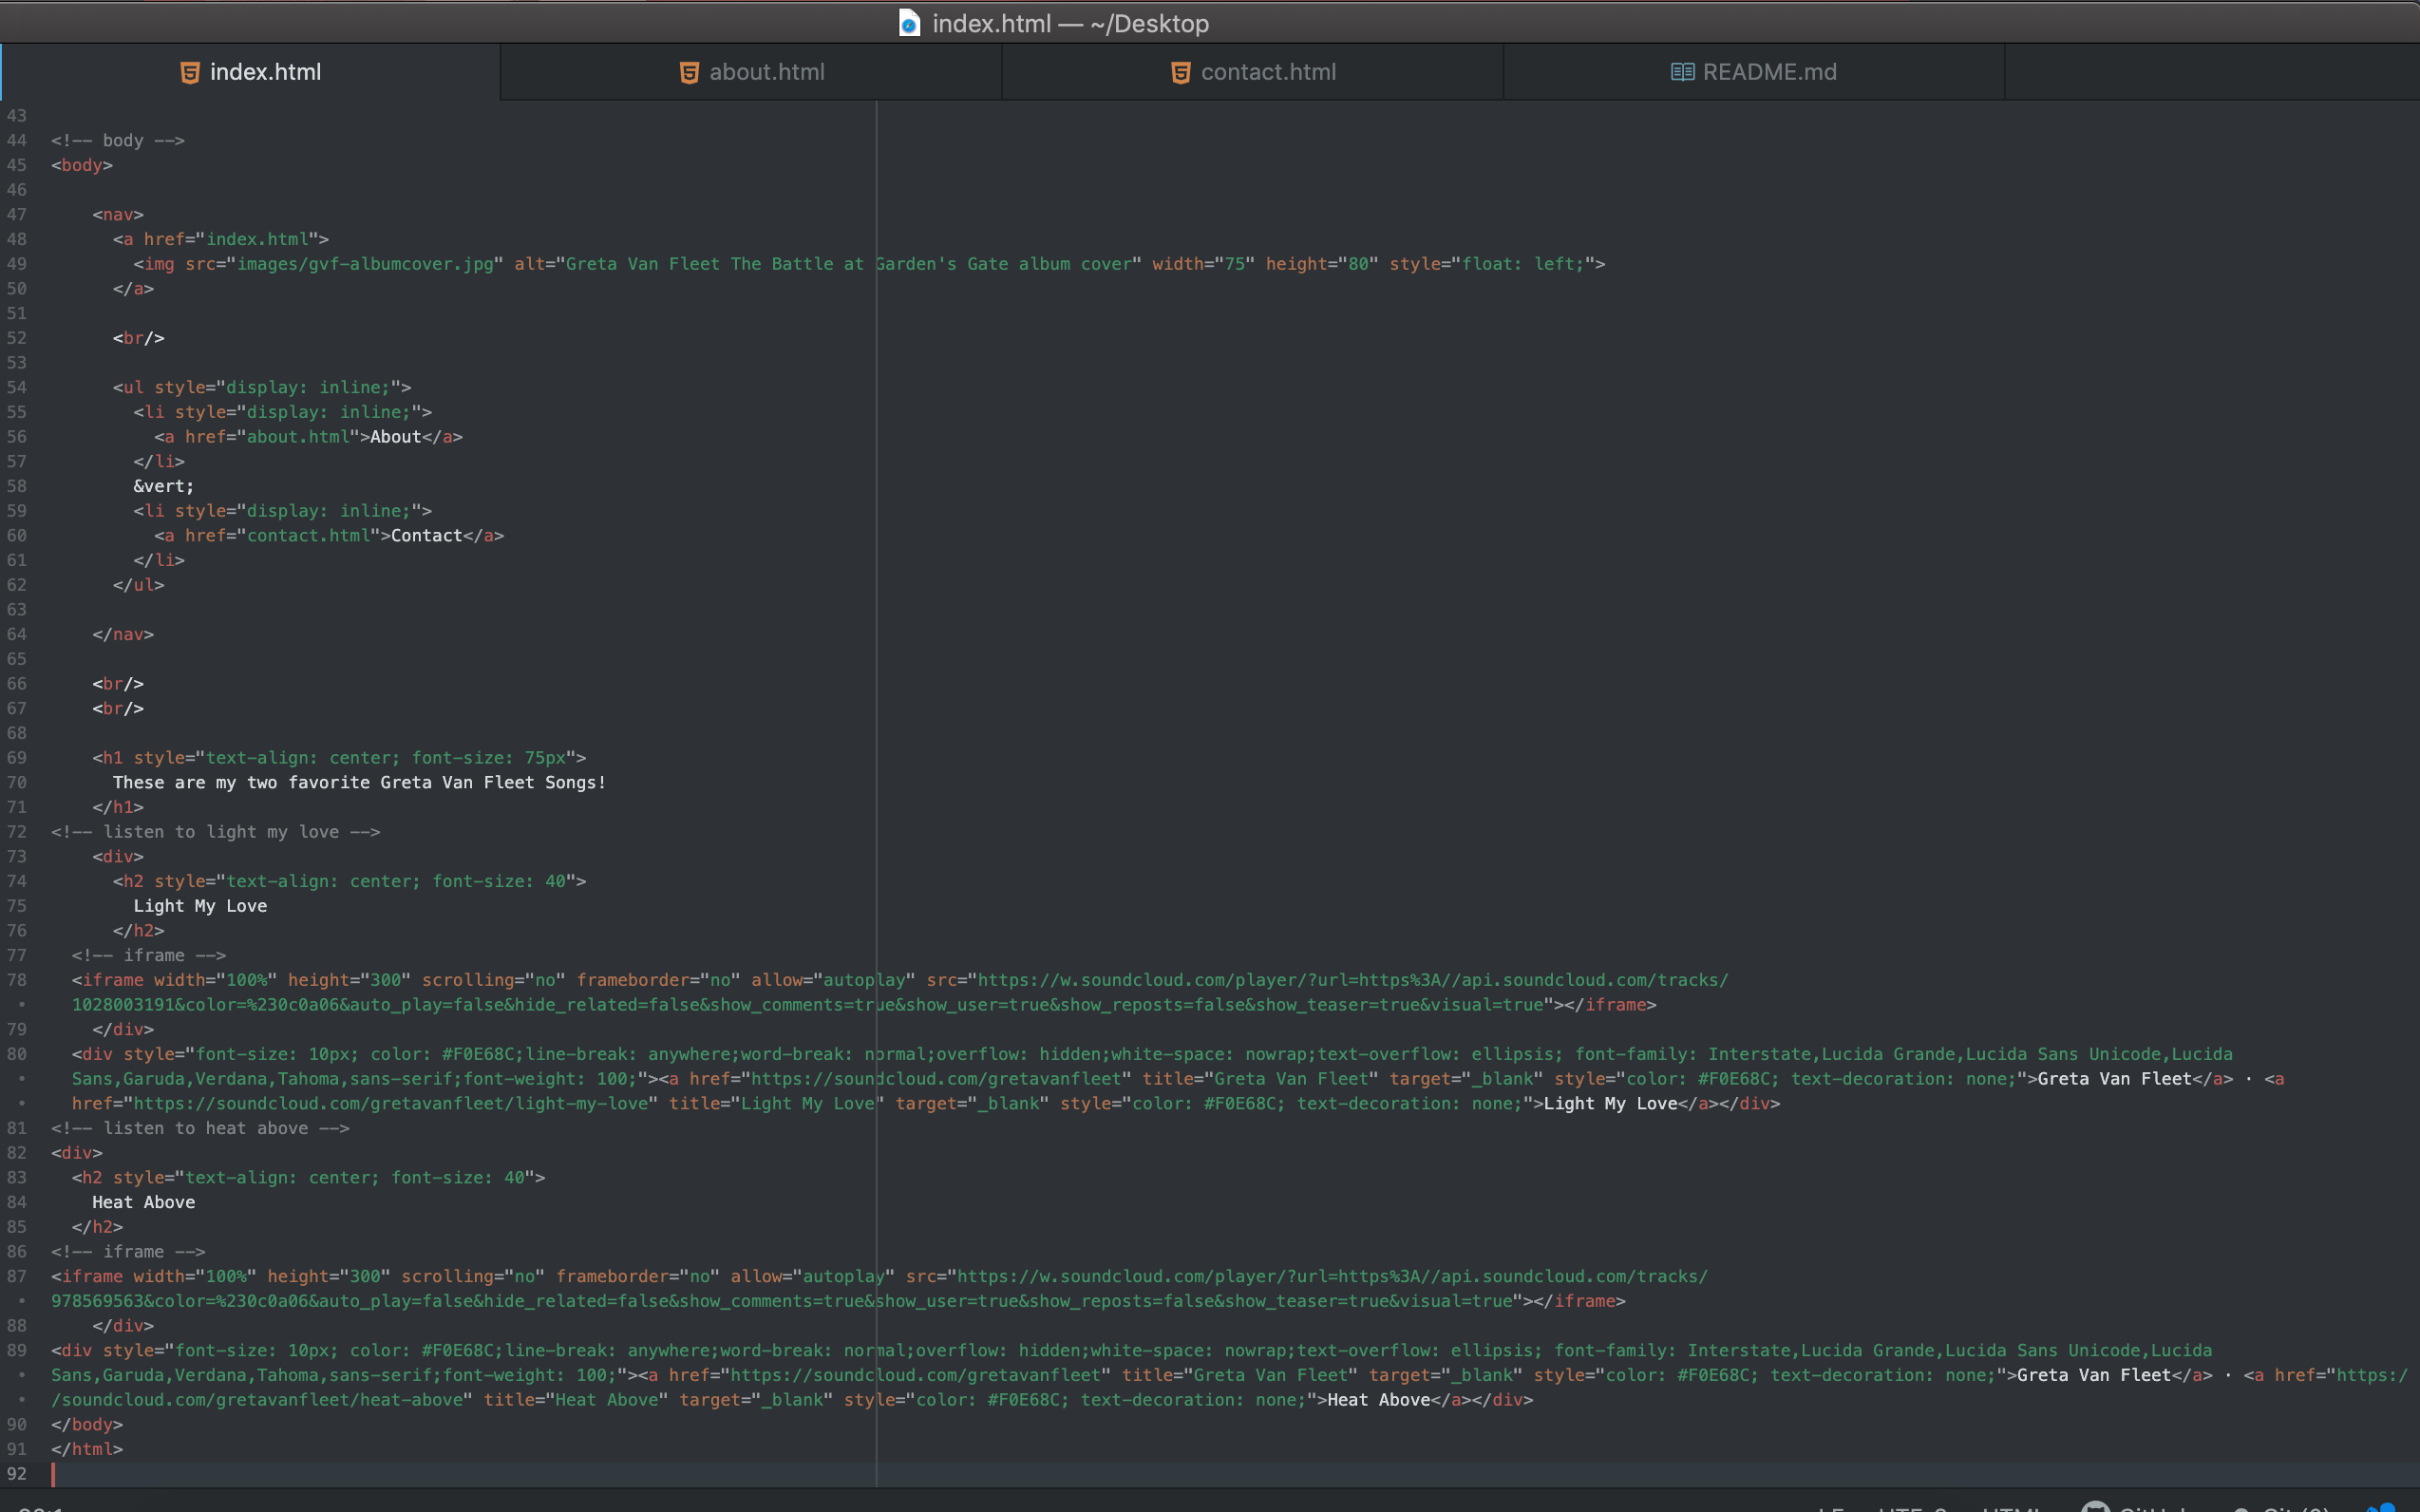 index.html — ~/Desktop
index.html
about.html
contact.html
README.md
43
44 <!-- body -->
45 <body>
46
47 <nav>
48 <a href="index.html">
49 <img src="images/gvf-albumcover.jpg" alt="Greta Van Fleet The Battle at Garden's Gate album cover" width="75" height="80" style="float: left;">
50 </a>
51
52 <br/>
53
54 <ul style="display: inline;">
55 <li style="display: inline;">
56 <a href="about.html">About</a>
57 </li>
58 &vert;
59 <li style="display: inline;">
60 <a href="contact.html">Contact</a>
61 </li>
62 </ul>
63
64 </nav>
65
66 <br/>
67 <br/>
68
69 <h1 style="text-align: center; font-size: 75px">
70 These are my two favorite Greta Van Fleet Songs!
71 </h1>
72 <!-- listen to light my love -->
73 <div>
74 <h2 style="text-align: center; font-size: 40">
75 Light My Love
76 </h2>
77 <!-- iframe -->
78 <iframe width="100%" height="300" scrolling="no" frameborder="no" allow="autoplay" src="https://w.soundcloud.com/player/?url=https%3A//api.soundcloud.com/tracks/
• 1028003191&color=%230c0a06&auto_play=false&hide_related=false&show_comments=true&show_user=true&show_reposts=false&show_teaser=true&visual=true"></iframe>
79 </div>
80 <div style="font-size: 10px; color: #F0E68C;line-break: anywhere;word-break: normal;overflow: hidden;white-space: nowrap;text-overflow: ellipsis; font-family: Interstate,Lucida Grande,Lucida Sans Unicode,Lucida
• Sans,Garuda,Verdana,Tahoma,sans-serif;font-weight: 100;"><a href="https://soundcloud.com/gretavanfleet" title="Greta Van Fleet" target="_blank" style="color: #F0E68C; text-decoration: none;">Greta Van Fleet</a> · <a
• href="https://soundcloud.com/gretavanfleet/light-my-love" title="Light My Love" target="_blank" style="color: #F0E68C; text-decoration: none;">Light My Love</a></div>
81 <!-- listen to heat above -->
82 <div>
83 <h2 style="text-align: center; font-size: 40">
84 Heat Above
85 </h2>
86 <!-- iframe -->
87 <iframe width="100%" height="300" scrolling="no" frameborder="no" allow="autoplay" src="https://w.soundcloud.com/player/?url=https%3A//api.soundcloud.com/tracks/
• 978569563&color=%230c0a06&auto_play=false&hide_related=false&show_comments=true&show_user=true&show_reposts=false&show_teaser=true&visual=true"></iframe>
88 </div>
89 <div style="font-size: 10px; color: #F0E68C;line-break: anywhere;word-break: normal;overflow: hidden;white-space: nowrap;text-overflow: ellipsis; font-family: Interstate,Lucida Grande,Lucida Sans Unicode,Lucida
• Sans,Garuda,Verdana,Tahoma,sans-serif;font-weight: 100;"><a href="https://soundcloud.com/gretavanfleet" title="Greta Van Fleet" target="_blank" style="color: #F0E68C; text-decoration: none;">Greta Van Fleet</a> · <a href="https:/
• /soundcloud.com/gretavanfleet/heat-above" title="Heat Above" target="_blank" style="color: #F0E68C; text-decoration: none;">Heat Above</a></div>
90 </body>
91 </html>
92